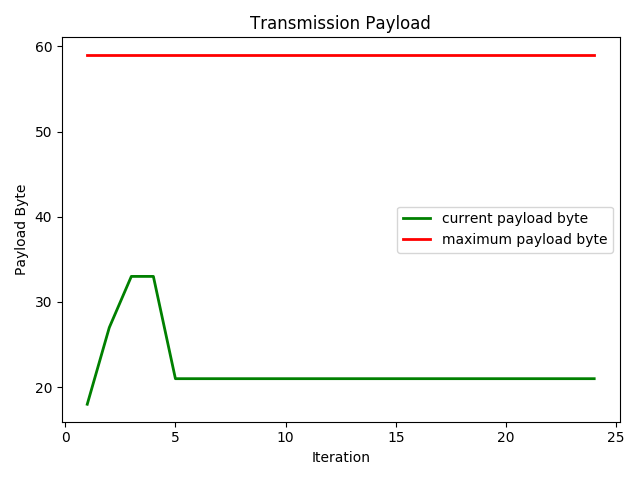 Transmission Payload
60
50
40
30
20
Payload Byte
current payload byte
maximum payload byte
0 5 10 15 20 25
Iteration